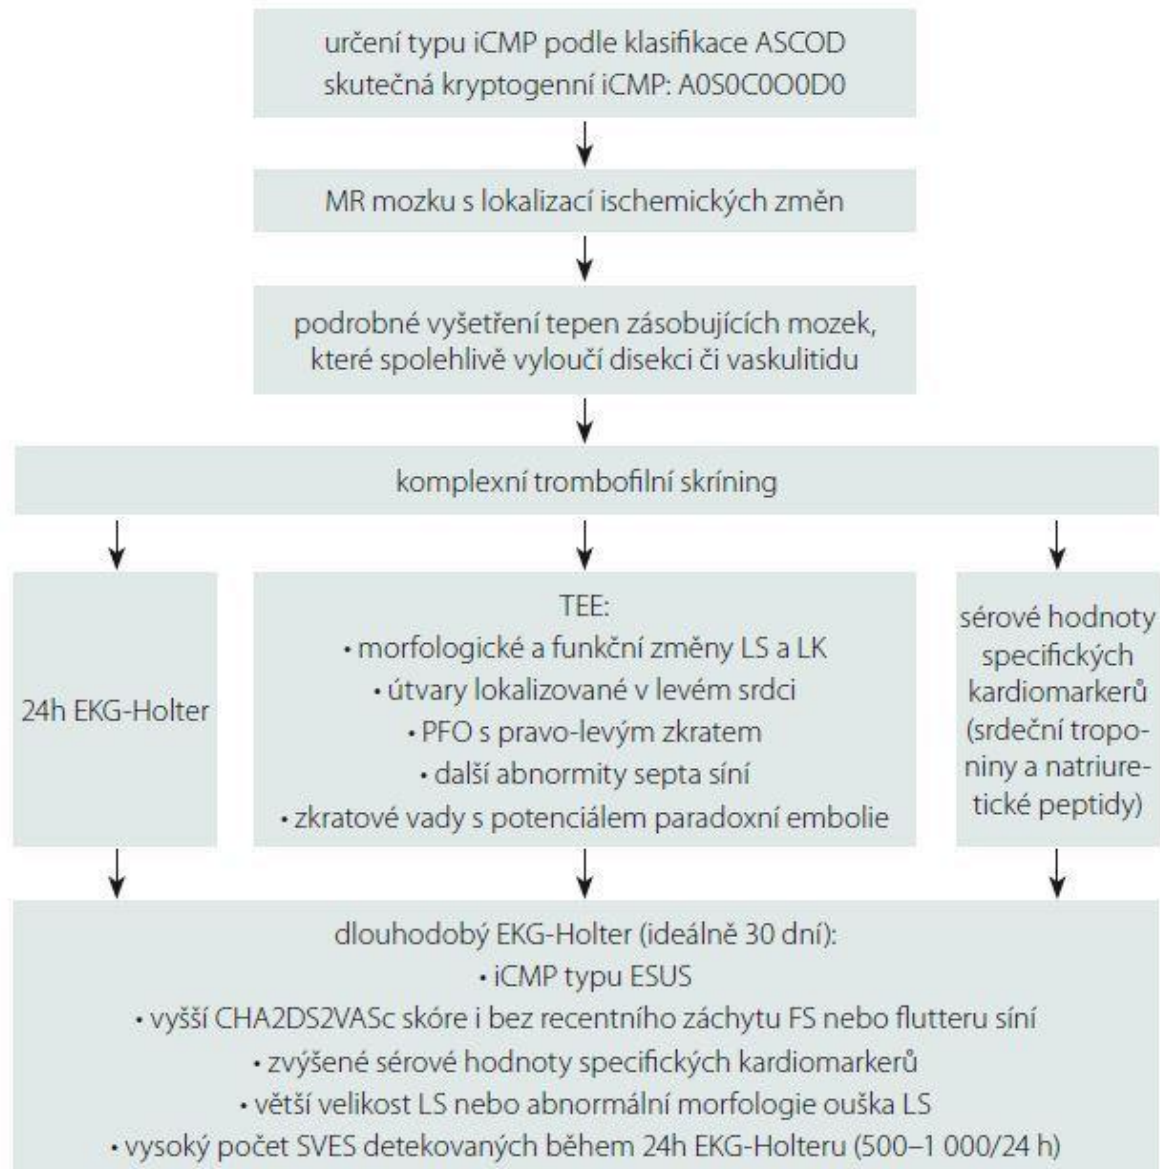 určení typu iCMP podle klasifikace ASCOD
skutečná kryptogenní iCMP: A0S0C0O0D0
MR mozku s lokalizací ischemických změn
podrobné vyšetření tepen zásobujících mozek,
které spolehlivě vyloučí disekci či vaskulitidu
komplexní trombofilní skríning
24h EKG-Holter
TEE:
• morfologické a funkční změny LS a LK
• útvary lokalizované v levém srdci
• PFO s pravo-levým zkratem
• další abnormity septa síní
• zkratové vady s potenciálem paradoxní embolie
sérové hodnoty
specifických
kardiomarkerů
(srdeční tropo-
niny a natriure-
tické peptidy)
dlouhodobý EKG-Holter (ideálně 30 dní):
• iCMP typu ESUS
• vyšší CHA2DS2VASc skóre i bez recentního záchytu FS nebo flutteru síní
• zvýšené sérové hodnoty specifických kardiomarkerů
• větší velikost LS nebo abnormální morfologie ouška LS
• vysoký počet SVES detekovaných během 24h EKG-Holteru (500–1 000/24 h)